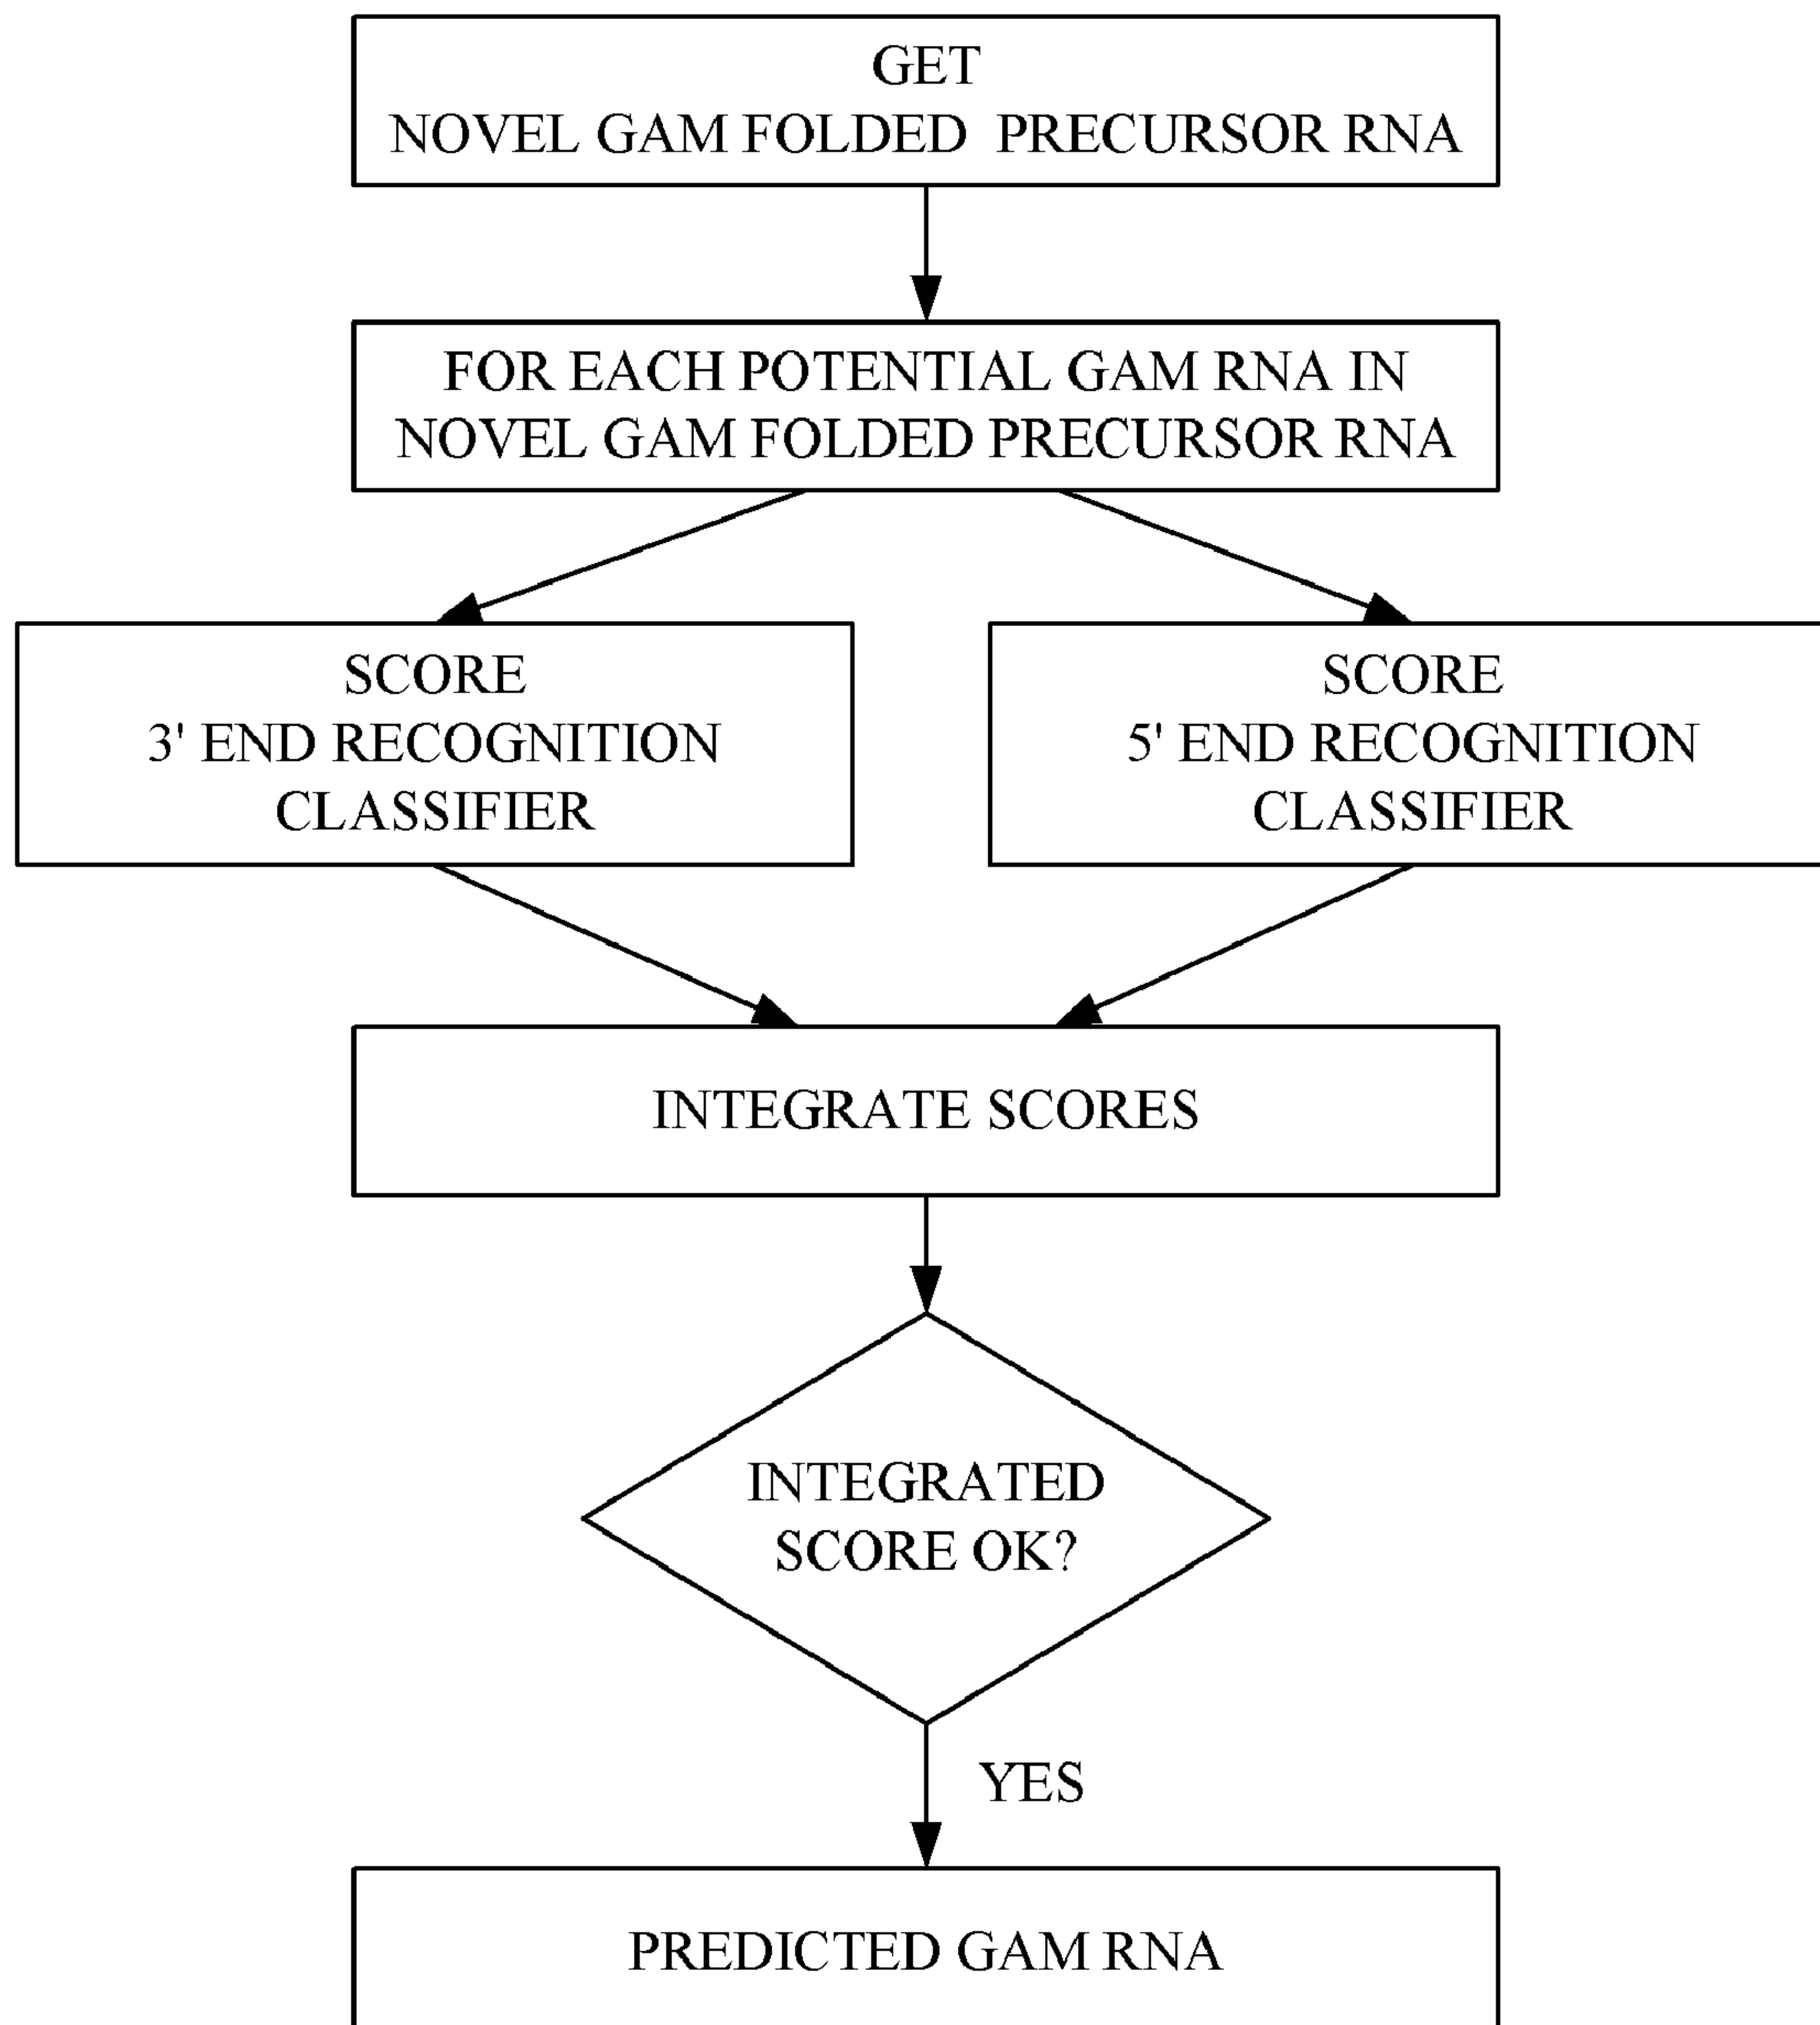 GET
NOVEL GAM FOLDED PRECURSOR RNA
FOR EACH POTENTIAL GAM RNA IN
NOVEL GAM FOLDED PRECURSOR RNA
SCORE
3' END RECOGNITION
CLASSIFIER
SCORE
5' END RECOGNITION
CLASSIFIER
INTEGRATE SCORES
INTEGRATED
SCORE OK?
YES
PREDICTED GAM RNA